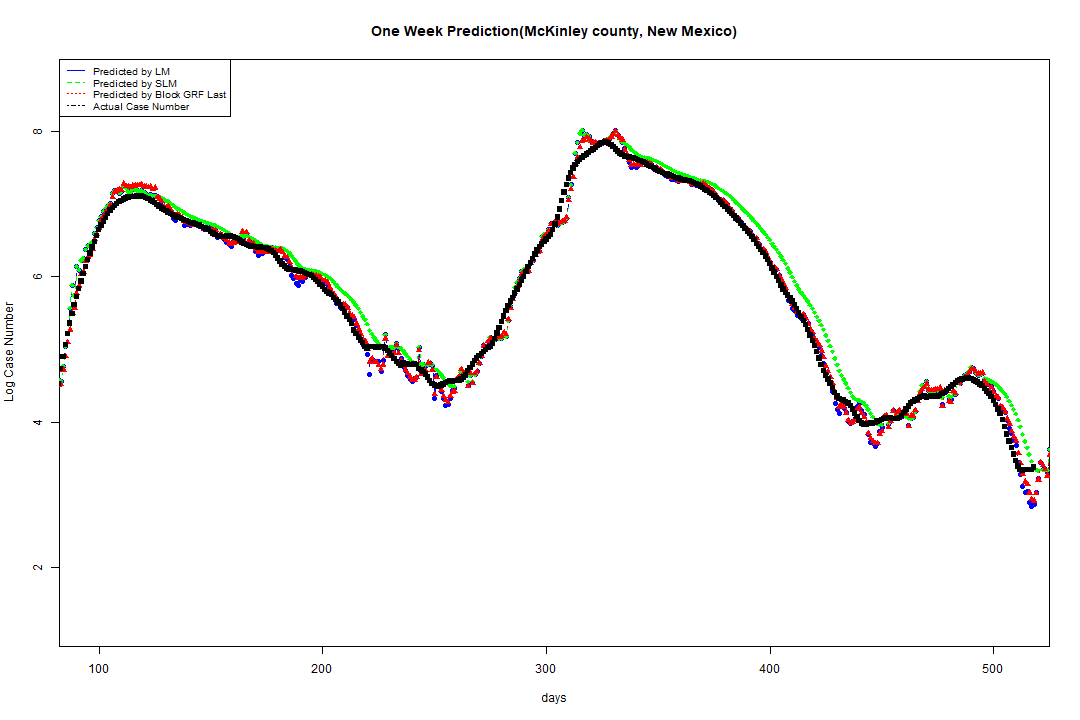 One Week Prediction(McKinley county, New Mexico)
Predicted by LM
Predicted by SLM
Predicted by Block GRF Last
Actual Case Number
8
6
4
2
Log Case Number
100 200 300 400 500
days